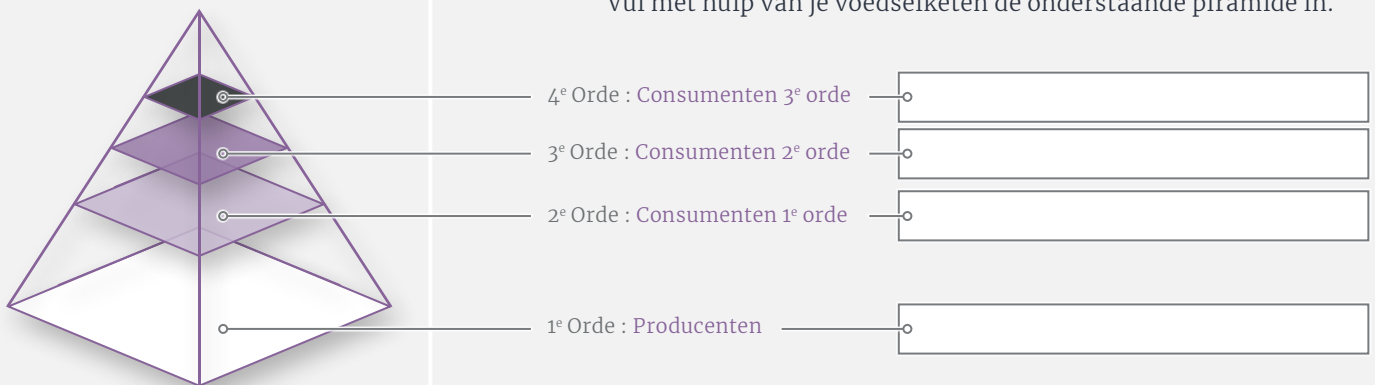 Vul met hulp van je voedselketen de onderstaande piramide in.
4e Orde : Consumenten 3e orde
3e Orde : Consumenten 2e orde
2e Orde : Consumenten 1e orde
1e Orde : Producenten